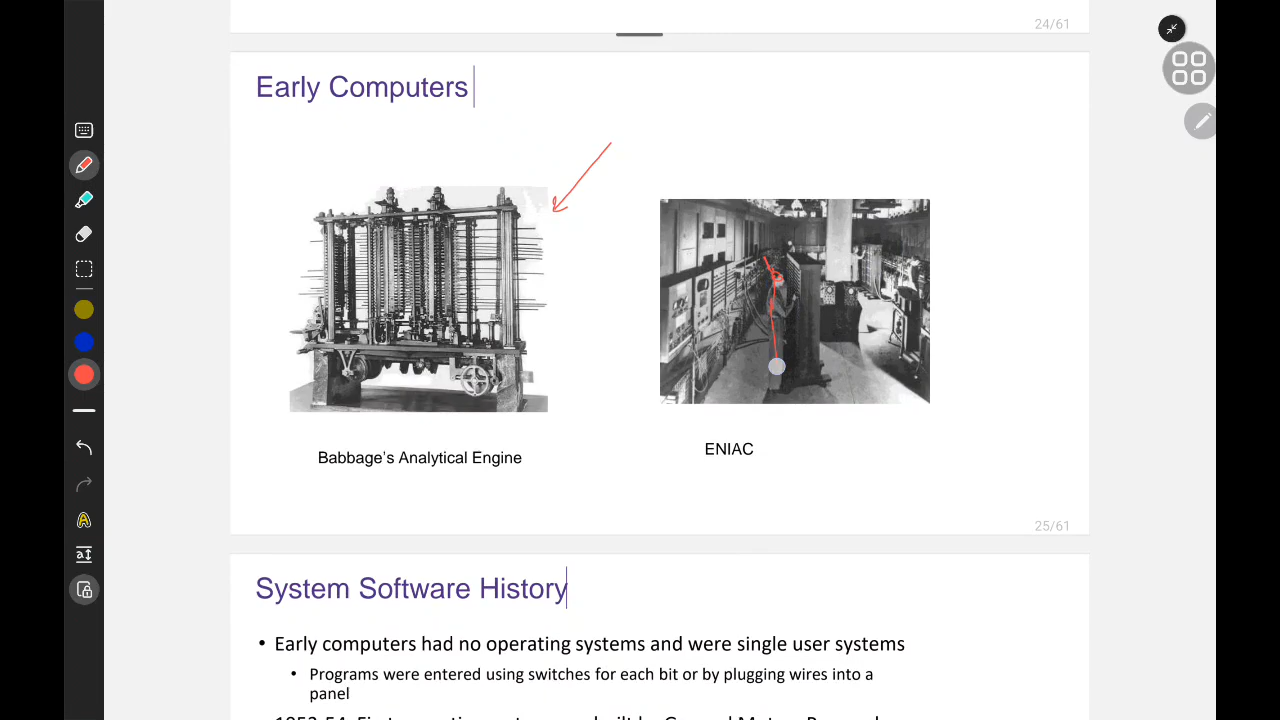 24/61
Early Computers
Babbage's Analytical Engine
ENIAC
25/61
System Software History
• Early computers had no operating systems and were single user systems
• Programs were entered using switches for each bit or by plugging wires into a
panel